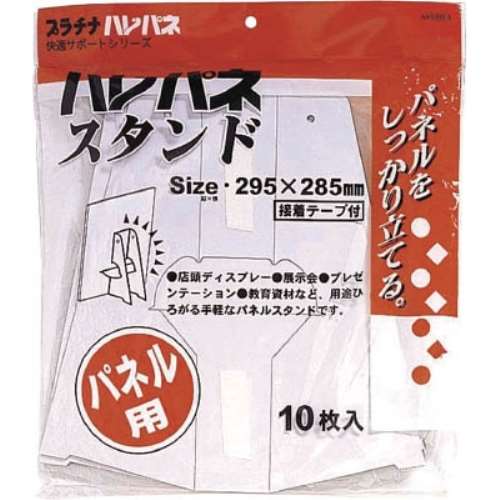 プラチナ ハレパネ
快適サポートシリーズ
ハレパネ
スタンド
Size・295×285mm
接着テープ付
●店頭ディスプレー●展示会●プレゼ
ンテーション●教育資材など、用途ひ
ろがる手軽なパネルスタンドです。
パネルを
しっかり立てる。
パネル
用
10枚入